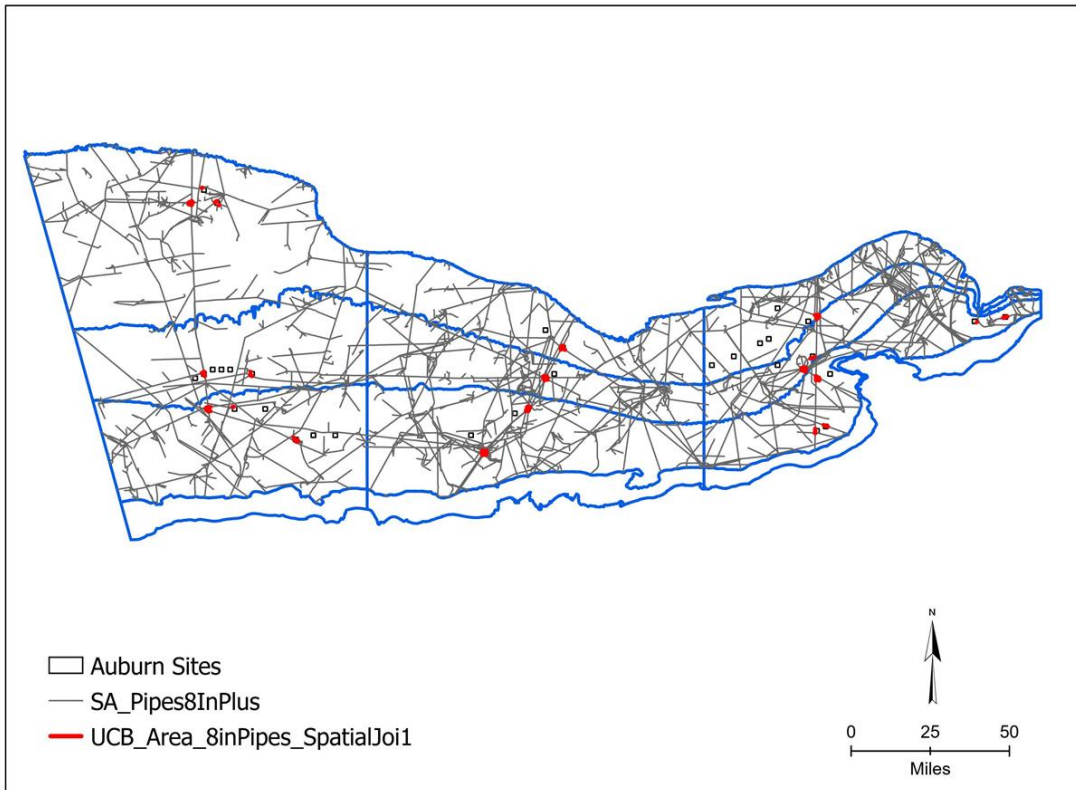 Auburn Sites
SA_Pipes8InPlus
UCB_Area_8inPipes_SpatialJoi1
N
0 25 50
Miles